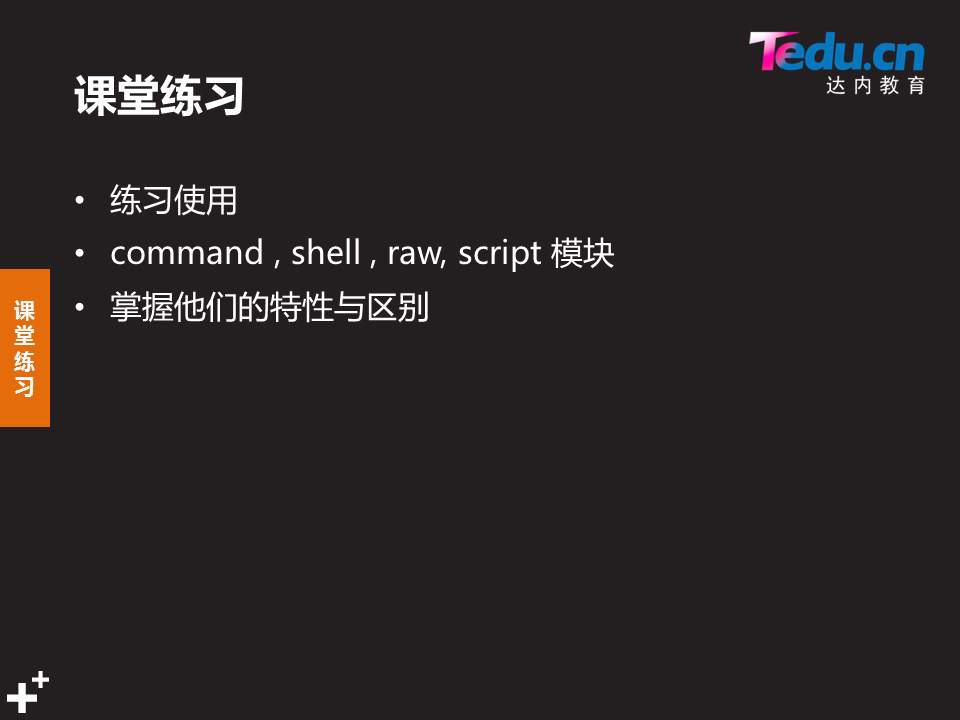 Tedu.cn
达内教育
课堂练习
• 练习使用
• command , shell , raw, script 模块
• 掌握他们的特性与区别
课
堂
练
习